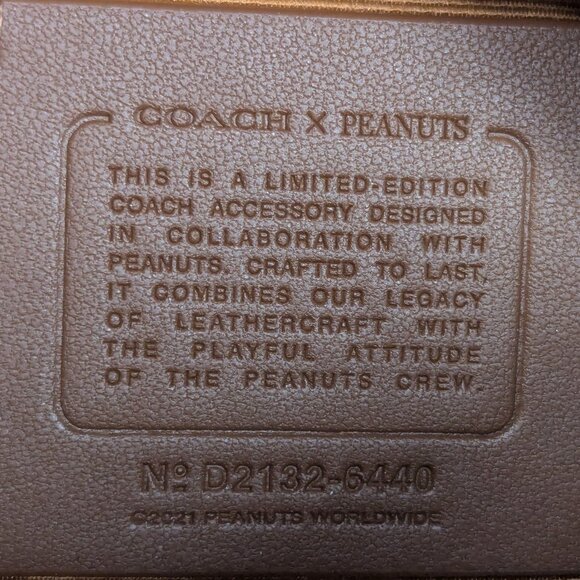 COACH X PEANUTS
THIS IS A LIMITED-EDITION
COACH ACCESSORY DESIGNED
IN COLLABORATION WITH
PEANUTS. CRAFTED TO LAST,
IT COMBINES OUR LEGACY
OF LEATHERCRAFT WITH
THE PLAYFUL ATTITUDE
OF THE PEANUTS CREW.
Nº D2132-6440
©2021 PEANUTS WORLDWIDE